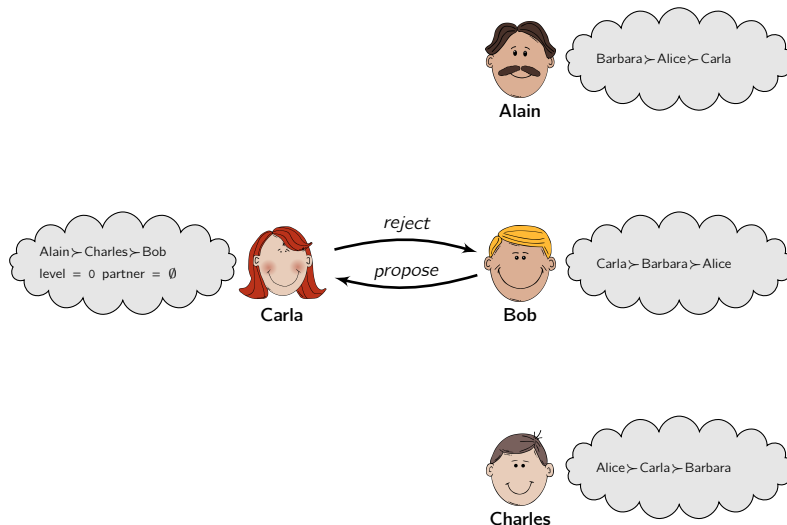 Barbara≻Alice≻Carla
Alain
reject
Alain≻Charles≻Bob
level = 0 partner = ∅
Carla≻Barbara≻Alice
propose
Carla
Bob
Alice≻Carla≻Barbara
Charles